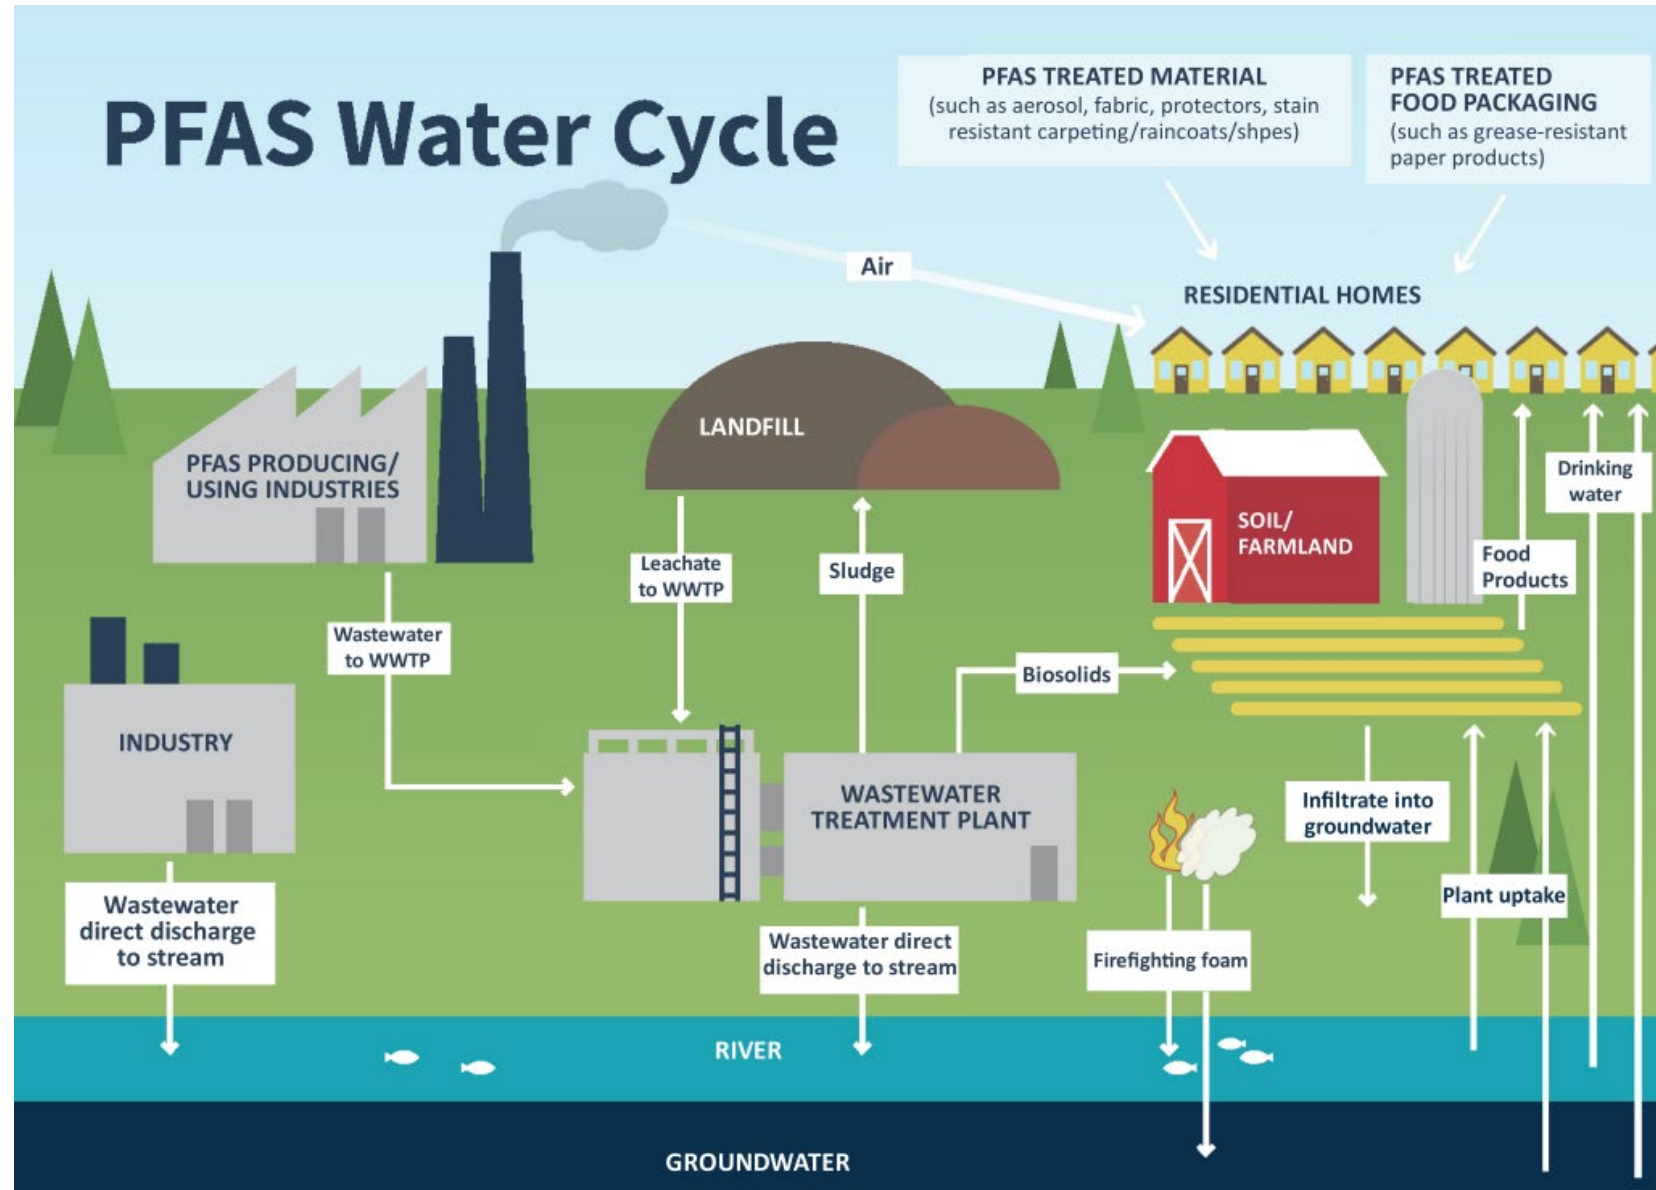 PFAS Water Cycle
PFAS TREATED MATERIAL
(such as aerosol, fabric, protectors, stain
resistant carpeting/raincoats/shpes)
PFAS TREATED
FOOD PACKAGING
(such as grease-resistant
paper products)
Air
RESIDENTIAL HOMES
LANDFILL
PFAS PRODUCING/
USING INDUSTRIES
Drinking
water
SOIL/
FARMLAND
Food
Products
Leachate
to WWTP
Sludge
Wastewater
to WWTP
Biosolids
INDUSTRY
WASTEWATER
TREATMENT PLANT
Infiltrate into
groundwater
Plant uptake
Wastewater
direct discharge
to stream
Wastewater direct
discharge to stream
Firefighting foam
RIVER
GROUNDWATER